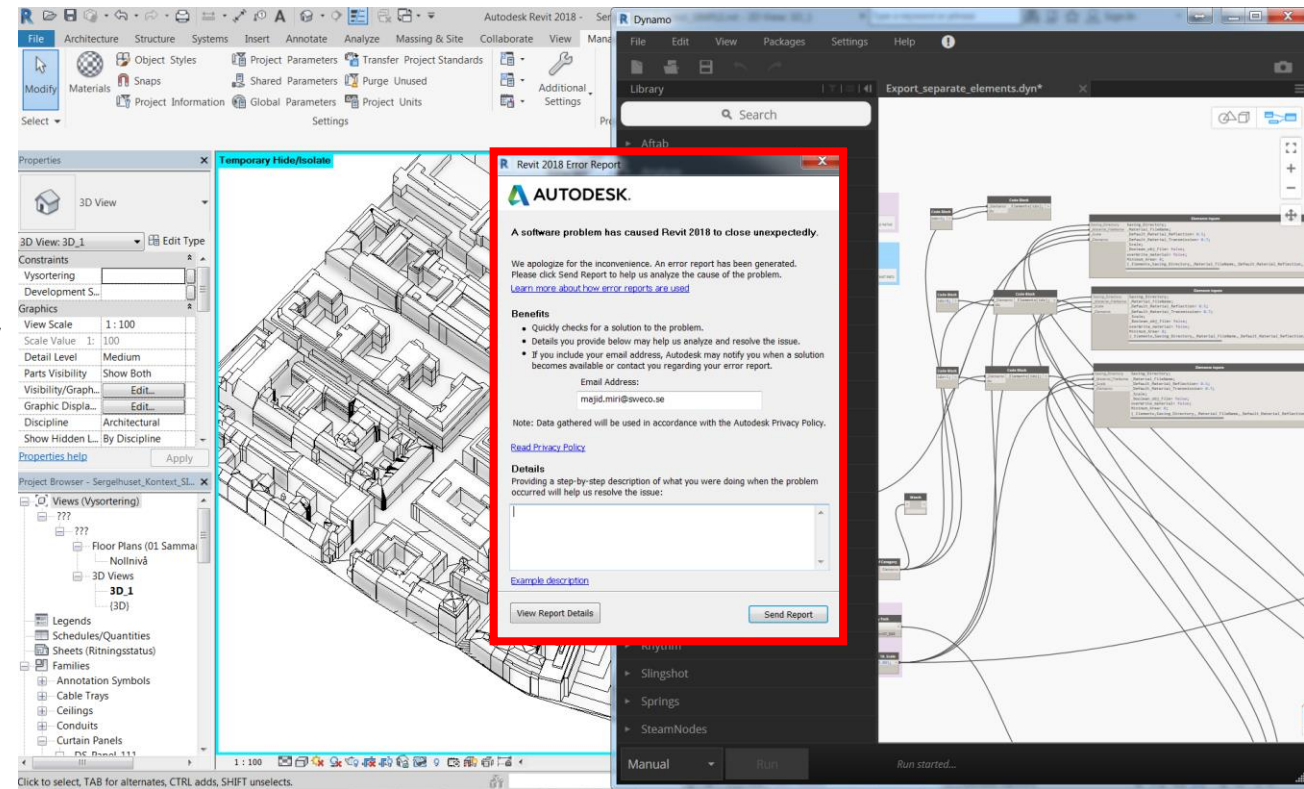 Autodesk Revit 2018 -
File Architecture Structure Systems Insert Annotate Analyze Massing & Site Collaborate View
Modify
Materials
Object Styles
Snaps
Project Information
Project Parameters
Shared Parameters
Global Parameters
Transfer Project Standards
Purge Unused
Project Units
Additional
Settings
Select
Settings
Properties
3D View
3D View: 3D_1
Edit Type
Constraints
Vysortering
Development S...
Graphics
View Scale 1 : 100
Scale Value 1: 100
Detail Level Medium
Parts Visibility Show Both
Visibility/Graph... Edit...
Graphic Displa... Edit...
Discipline Architectural
Show Hidden L... By Discipline
Properties help
Apply
Project Browser - Sergelhuset_Kontext_SI...
Views (Vysortering)
???
???
Floor Plans (01 Sammar
Nollnivå
3D Views
3D_1
{3D}
Legends
Schedules/Quantities
Sheets (Ritningsstatus)
Families
Annotation Symbols
Cable Trays
Ceilings
Conduits
Curtain Panels
Temporary Hide/Isolate
1 : 100
Click to select, TAB for alternates, CTRL adds, SHIFT unselects.
Revit 2018 Error Report
AUTODESK.
A software problem has caused Revit 2018 to close unexpectedly.
We apologize for the inconvenience. An error report has been generated.
Please click Send Report to help us analyze the cause of the problem.
Learn more about how error reports are used
Benefits
Quickly checks for a solution to the problem.
Details you provide below may help us analyze and resolve the issue.
If you include your email address, Autodesk may notify you when a solution
becomes available or contact you regarding your error report.
Email Address:
majid.miri@sweco.se
Note: Data gathered will be used in accordance with the Autodesk Privacy Policy.
Read Privacy Policy
Details
Providing a step-by-step description of what you were doing when the problem
occurred will help us resolve the issue:
Example description
View Report Details
Send Report
Dynamo
File Edit View Packages Settings Help
Library
Export_separate_elements.dyn*
Search
Aftab
Rhythm
Slingshot
Springs
SteamNodes
Manual
Run
Run started...